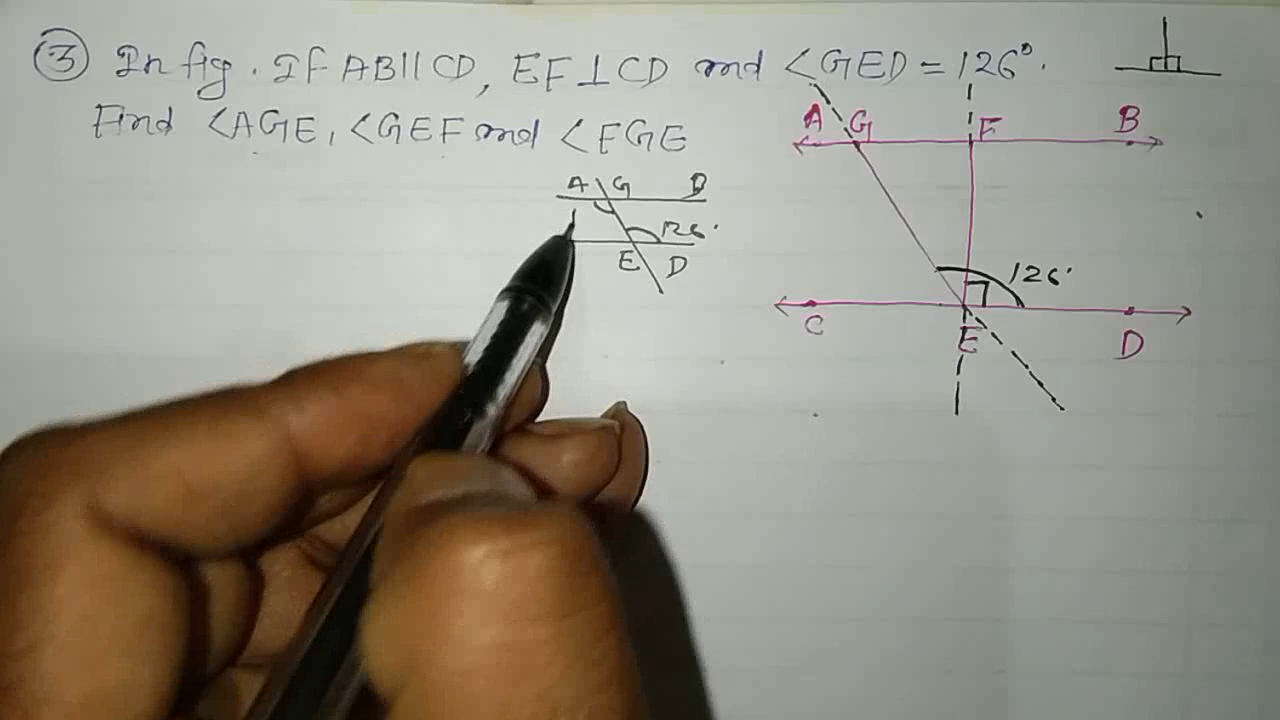 ③ In fig. If AB||CD, EF⊥CD and <GED = 126°.
Find <AGE, <GEF and <FGE
A G F B
A G B
126°
E D
126°
C E D